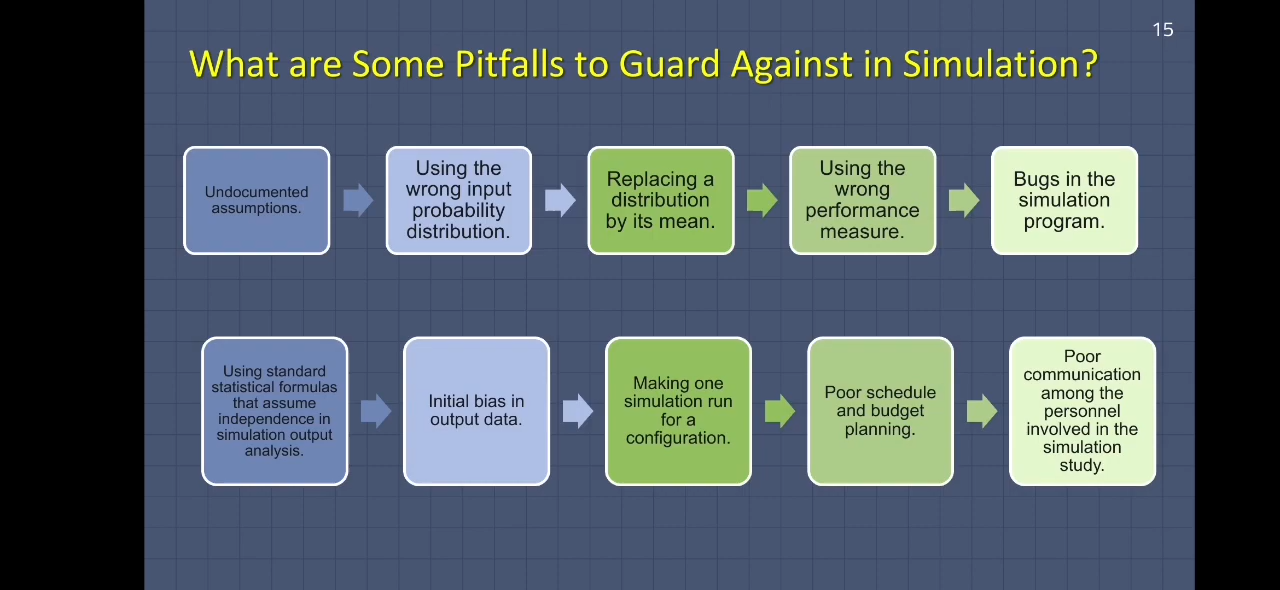 15
What are Some Pitfalls to Guard Against in Simulation?
Undocumented
assumptions.
Using the
wrong input
probability
distribution.
Replacing a
distribution
by its mean.
Using the
wrong
performance
measure.
Bugs in the
simulation
program.
Using standard
statistical formulas
that assume
independence in
simulation output
analysis.
Initial bias in
output data.
Making one
simulation run
for a
configuration.
Poor schedule
and budget
planning.
Poor
communication
among the
personnel
involved in the
simulation
study.